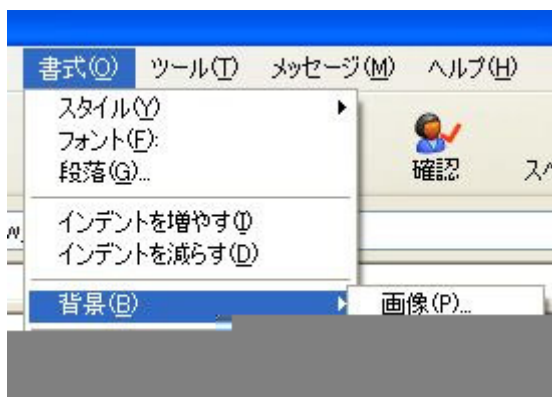 書式(O) ツール(T) メッセージ(M) ヘルプ(H)
スタイル(Y)
フォント(F):
段落(G)...
確認
インデントを増やす(I)
インデントを減らす(D)
背景(B)
画像(P)...